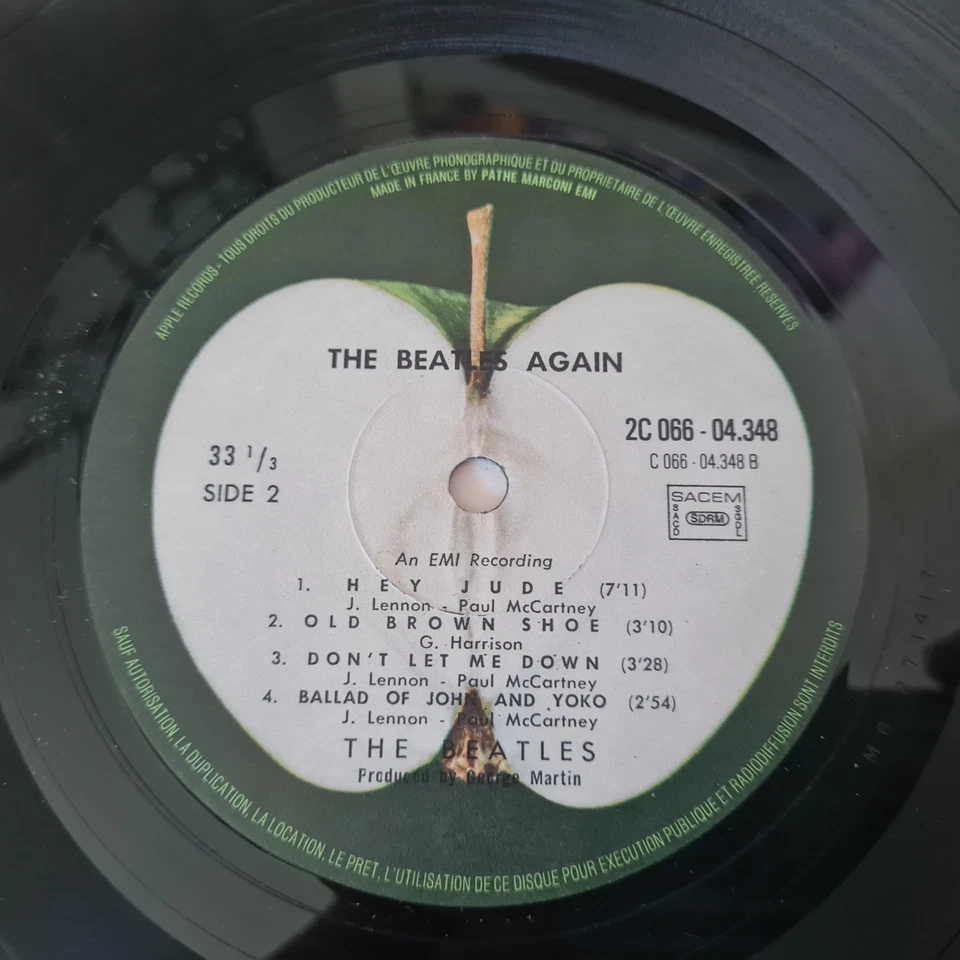 APPLE RECORDS - TOUS DROITS DU PRODUCTEUR DE L'ŒUVRE PHONOGRAPHIQUE ET DU PROPRIETAIRE DE L'ŒUVRE ENREGISTREE RESERVES
MADE IN FRANCE BY PATHE MARCONI EMI
THE BEATLES AGAIN
33 1/3
SIDE 2
2C 066 - 04.348
C 066 - 04.348 B
SACEM
SACD
SDRM
SGDL
An EMI Recording
1. HEY JUDE (7'11)
J. Lennon - Paul McCartney
2. OLD BROWN SHOE (3'10)
G. Harrison
3. DON'T LET ME DOWN (3'28)
J. Lennon - Paul McCartney
4. BALLAD OF JOHN AND YOKO (2'54)
J. Lennon - Paul McCartney
THE BEATLES
Produced by George Martin
SAUF AUTORISATION, LA DUPLICATION, LA LOCATION, LE PRET, L'UTILISATION DE CE DISQUE POUR EXECUTION PUBLIQUE ET RADIODIFFUSION SONT INTERDITS